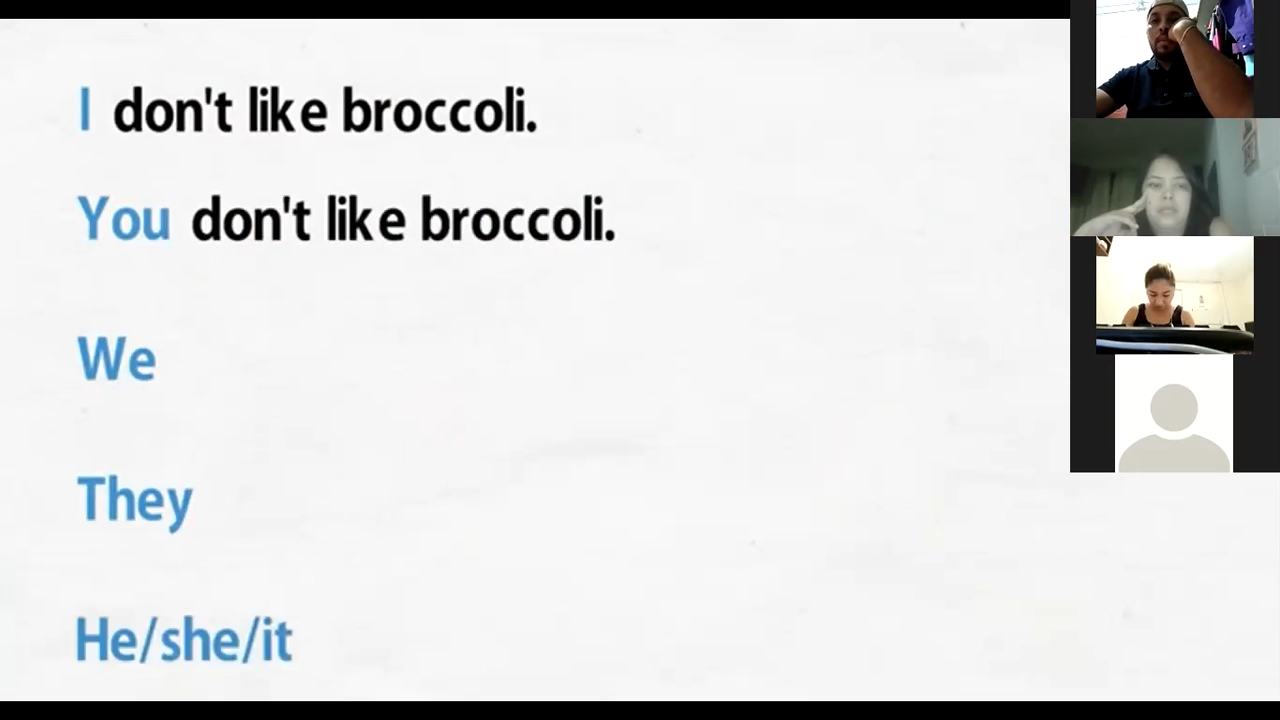 I don't like broccoli.
You don't like broccoli.
We
They
He/she/it